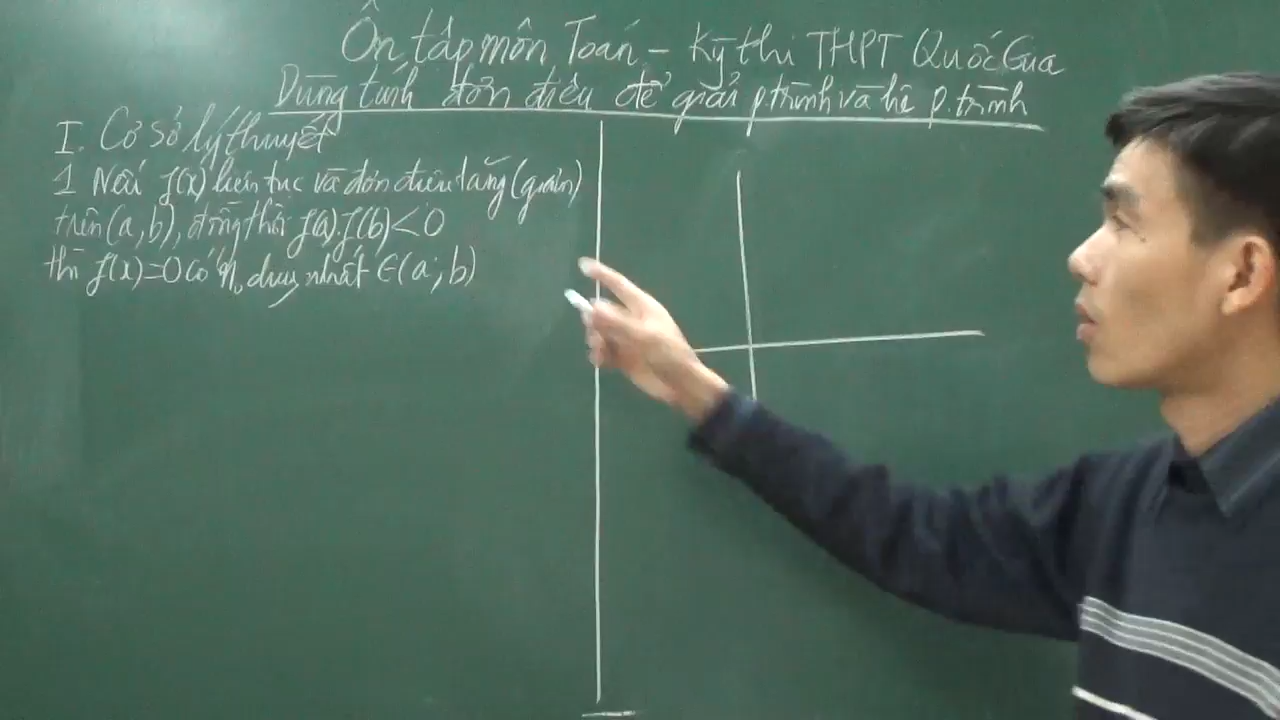 Ôn tập môn Toán – Kỳ thi THPT Quốc Gia
Dùng tính đơn điệu để giải p.trình và hệ p.trình
I. Cơ sở lý thuyết
1 Nếu f(x) liên tục và đơn điệu tăng (giảm)
trên (a, b), đồng thời f(a).f(b) < 0
thì f(x)=0 có n₀ duy nhất ∈ (a; b)